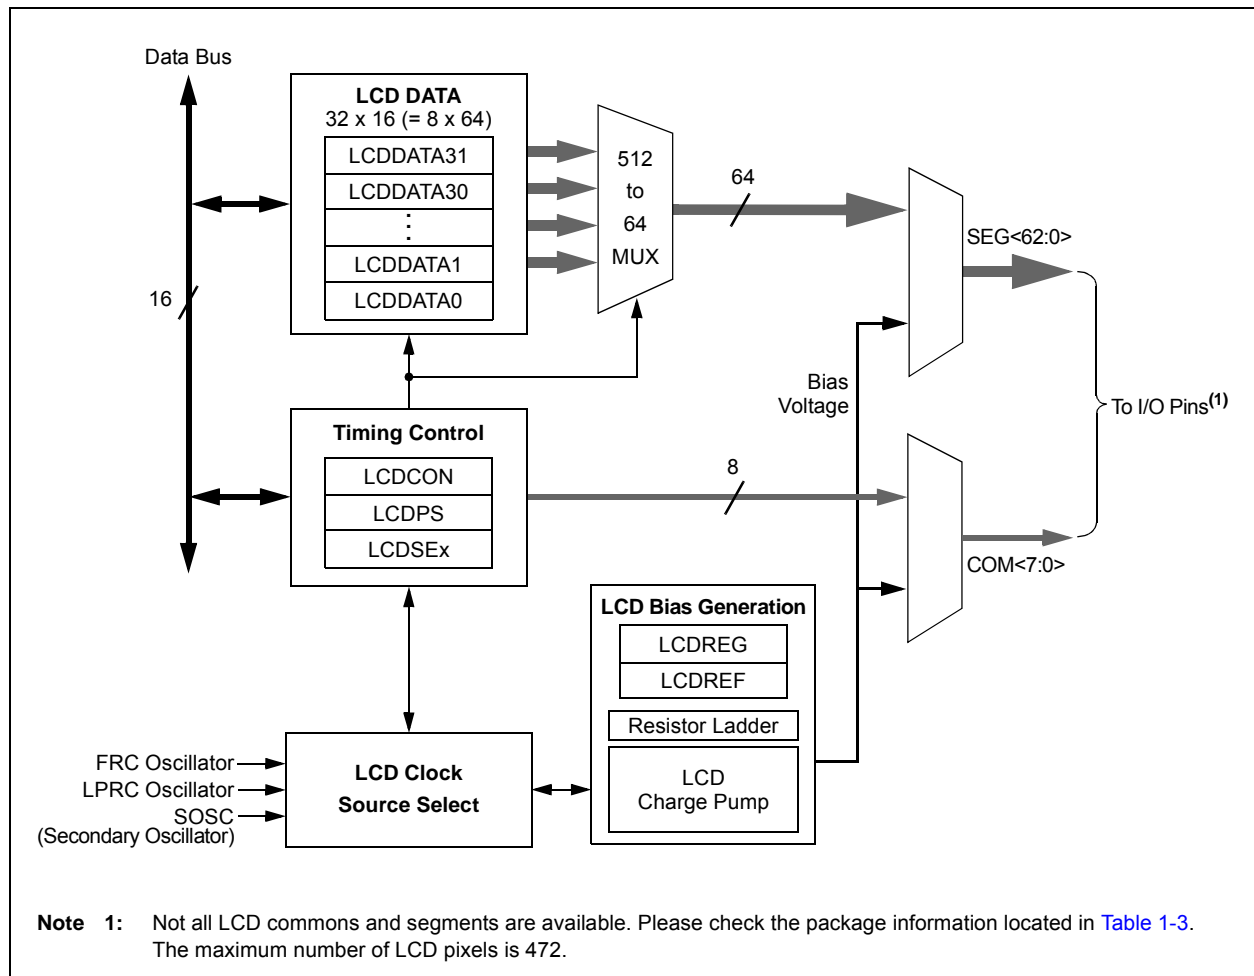 Data Bus
LCD DATA
32 x 16 (= 8 x 64)
LCDDATA31
LCDDATA30
⋮
LCDDATA1
LCDDATA0
512
to
64
MUX
64
SEG<62:0>
16
Bias
Voltage
To I/O Pins(1)
Timing Control
LCDCON
LCDPS
LCDSEx
8
COM<7:0>
LCD Bias Generation
LCDREG
LCDREF
Resistor Ladder
LCD
Charge Pump
FRC Oscillator
LPRC Oscillator
SOSC
(Secondary Oscillator)
LCD Clock
Source Select
Note 1: Not all LCD commons and segments are available. Please check the package information located in Table 1-3.
The maximum number of LCD pixels is 472.